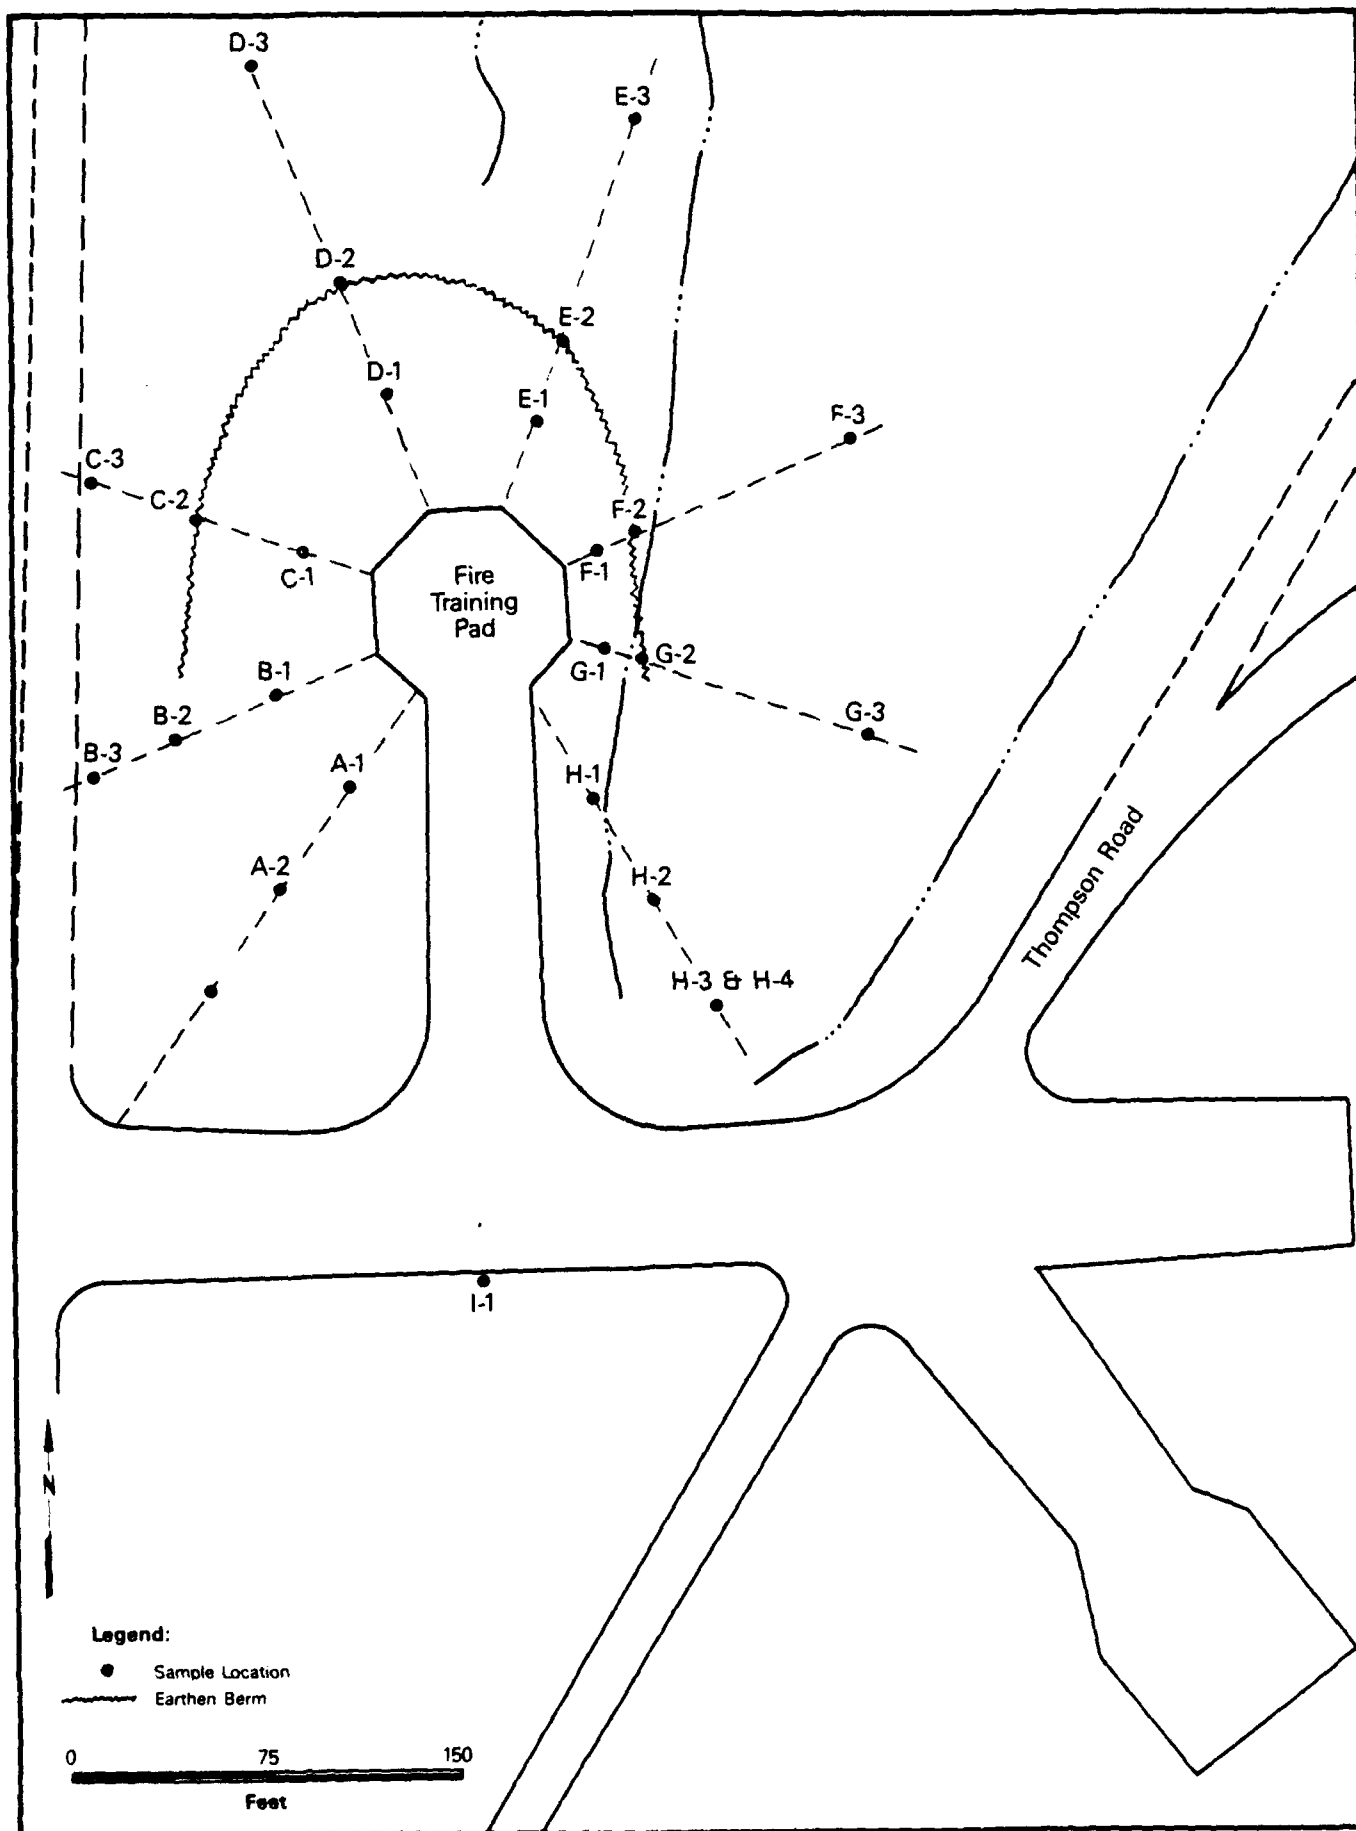 D-3
E-3
D-2
E-2
D-1
E-1
F-3
C-3
C-2
F-2
C-1
F-1
Fire
Training
Pad
G-1
G-2
B-1
B-2
G-3
B-3
A-1
H-1
A-2
H-2
Thompson Road
H-3 & H-4
I-1
N
Legend:
Sample Location
Earthen Berm
0 75 150
Feet